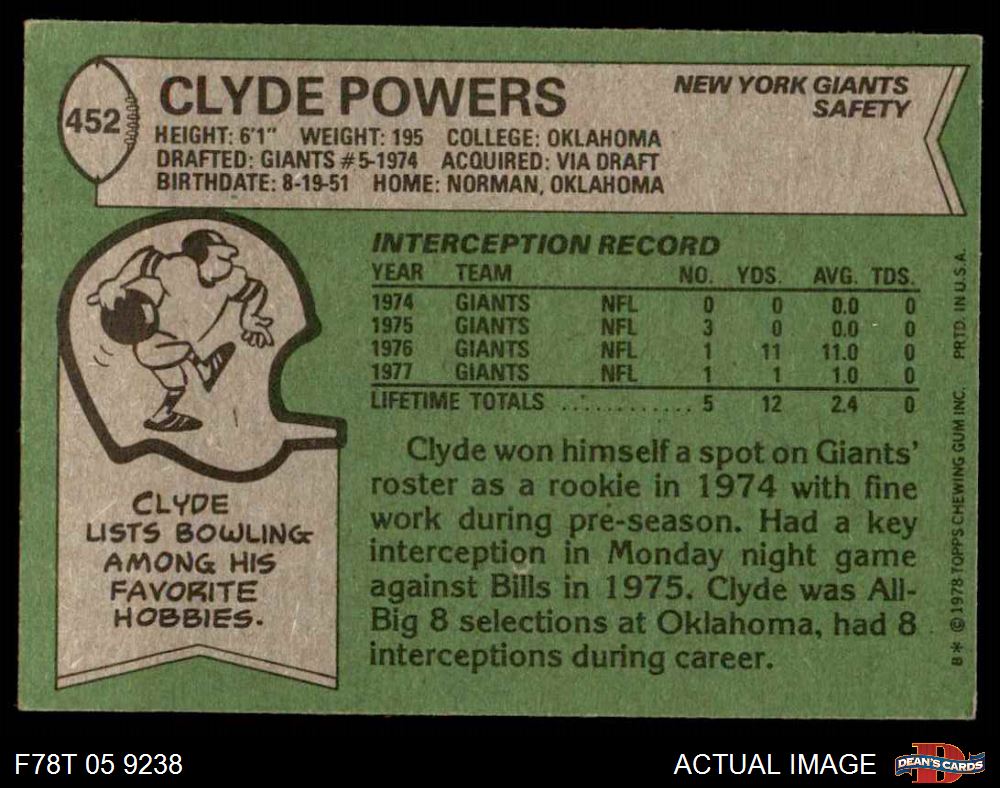 452
CLYDE POWERS
NEW YORK GIANTS
SAFETY
HEIGHT: 6'1" WEIGHT: 195 COLLEGE: OKLAHOMA
DRAFTED: GIANTS #5-1974 ACQUIRED: VIA DRAFT
BIRTHDATE: 8-19-51 HOME: NORMAN, OKLAHOMA
INTERCEPTION RECORD
YEAR TEAM NO. YDS. AVG. TDS.
1974 GIANTS NFL 0 0 0.0 0
1975 GIANTS NFL 3 0 0.0 0
1976 GIANTS NFL 1 11 11.0 0
1977 GIANTS NFL 1 1 1.0 0
LIFETIME TOTALS ............ 5 12 2.4 0
Clyde won himself a spot on Giants'
roster as a rookie in 1974 with fine
work during pre-season. Had a key
interception in Monday night game
against Bills in 1975. Clyde was All-
Big 8 selections at Oklahoma, had 8
interceptions during career.
CLYDE
LISTS BOWLING
AMONG HIS
FAVORITE
HOBBIES.
B* © 1978 TOPPS CHEWING GUM INC. PRTD. IN U.S.A.
F78T 05 9238
ACTUAL IMAGE
DEAN'S CARDS